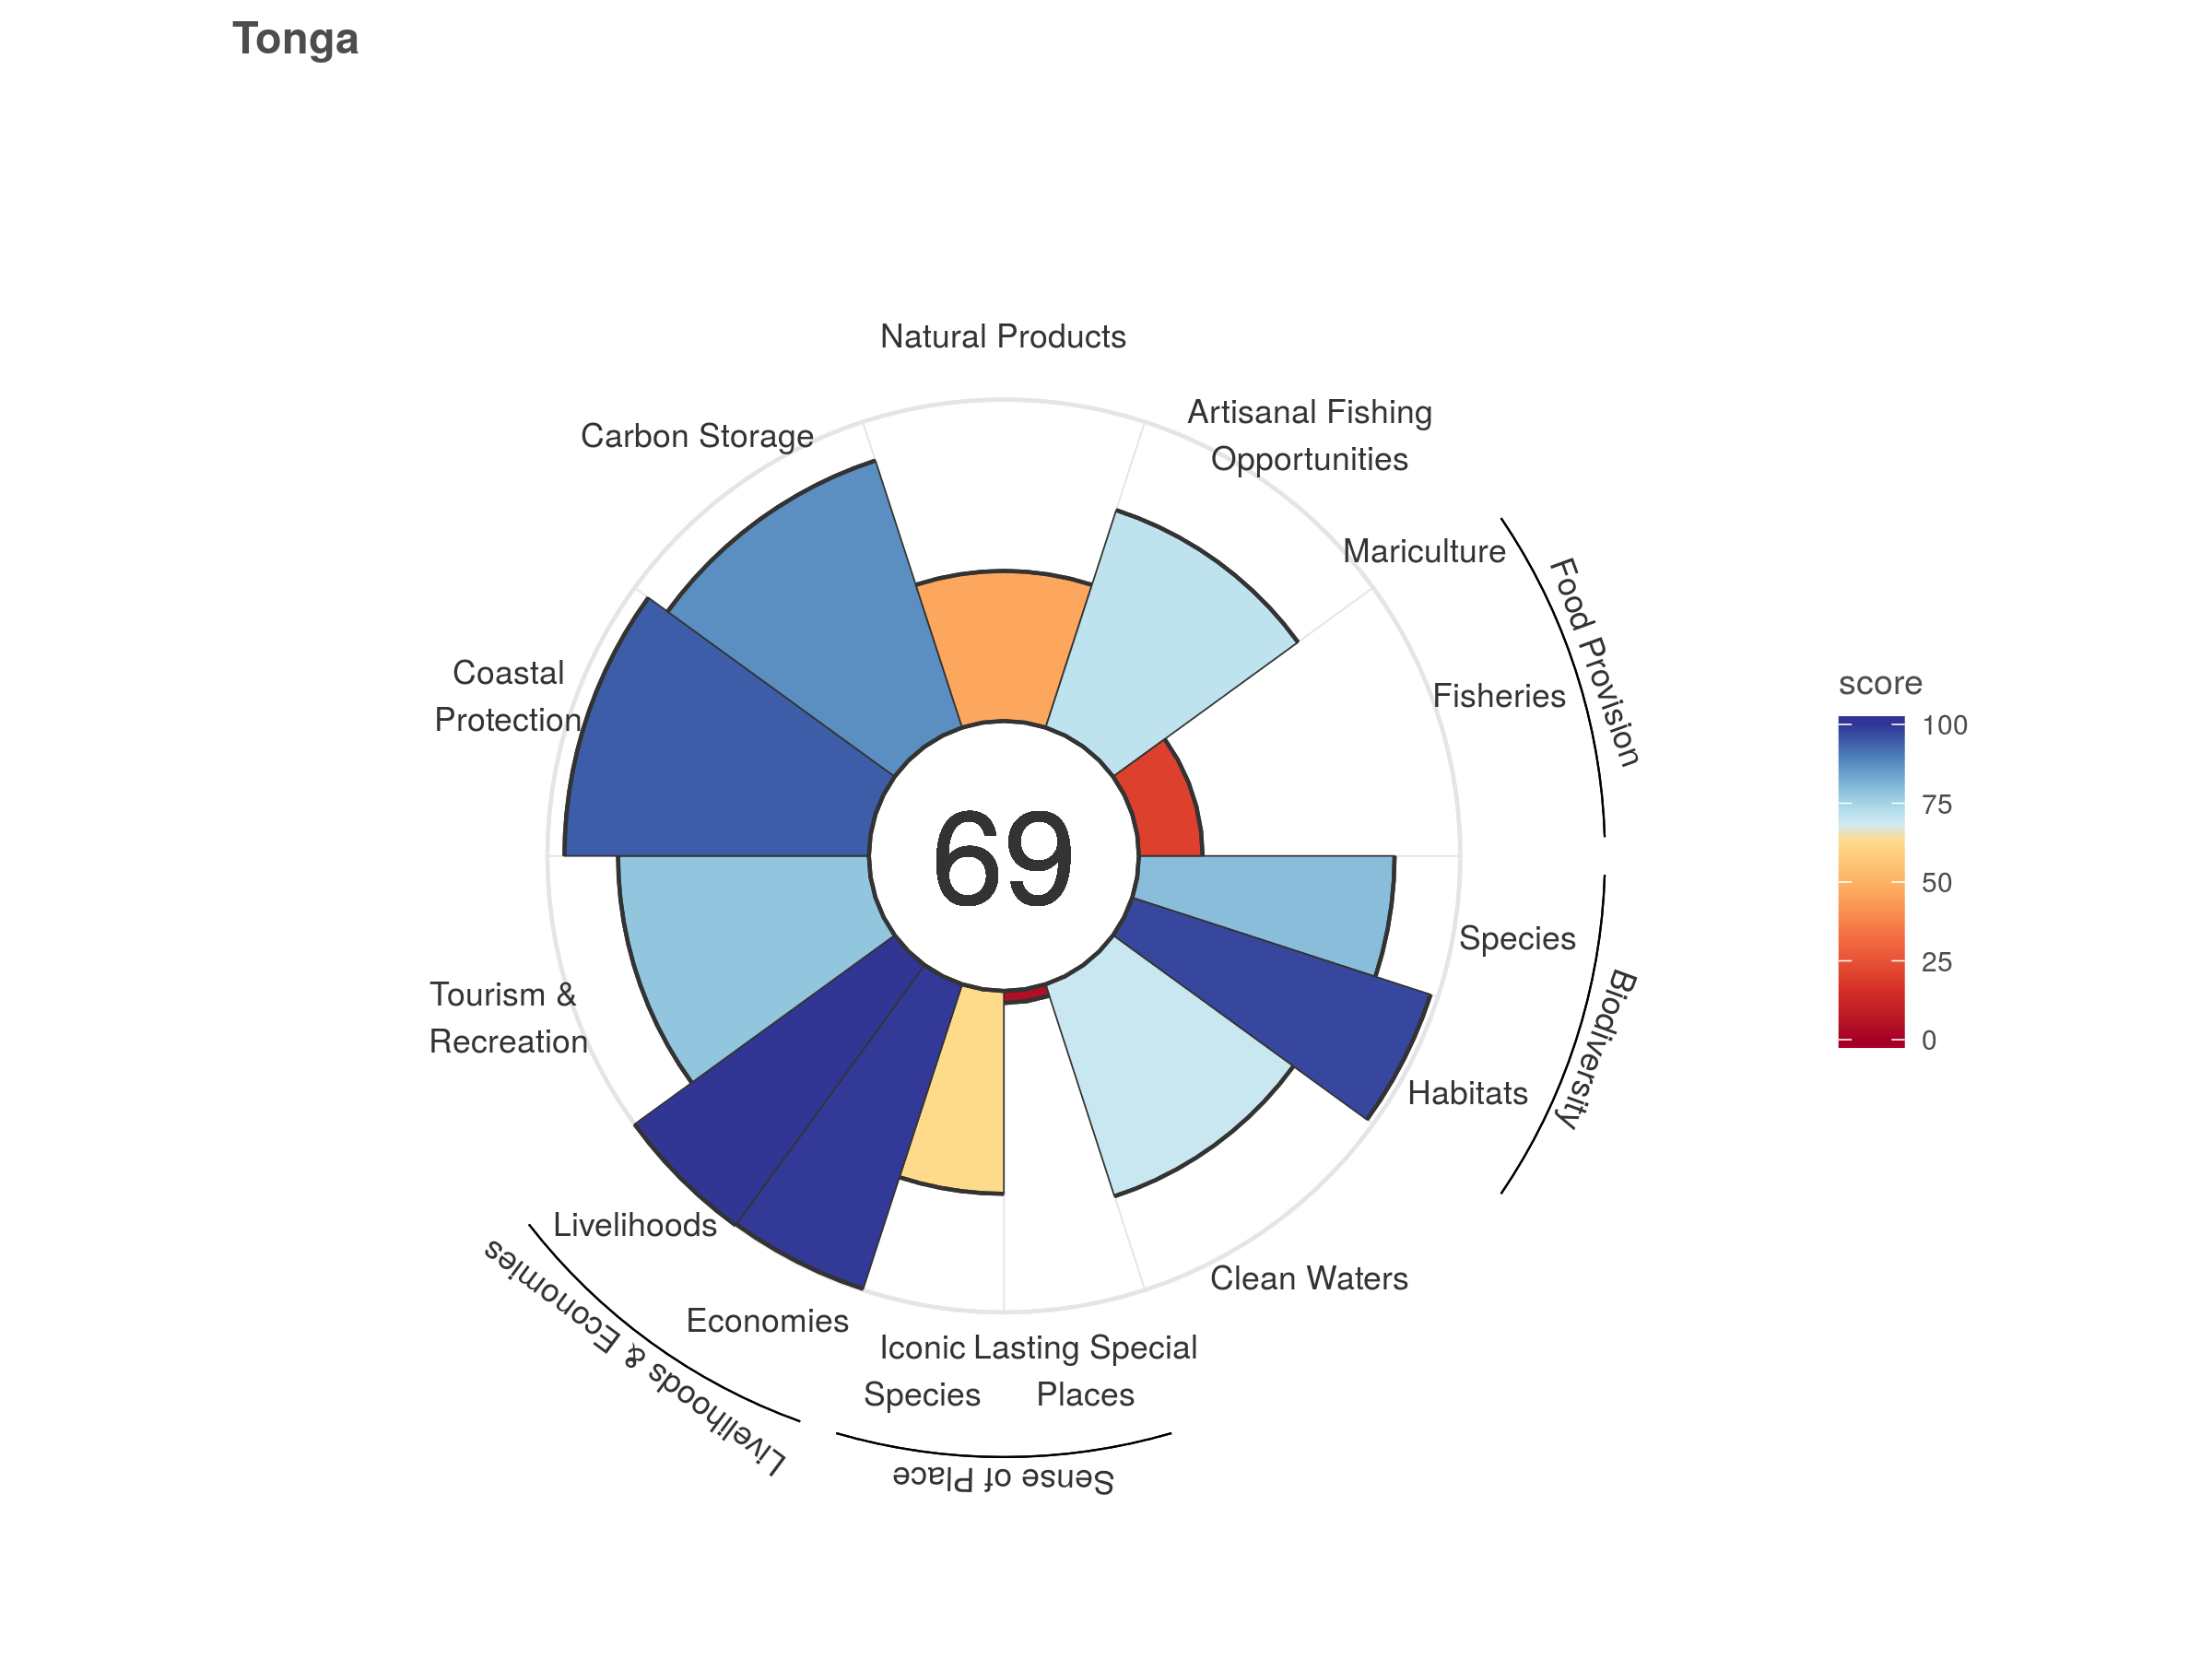 Tonga
Natural Products
Artisanal Fishing
Opportunities
Carbon Storage
Mariculture
Food Provision
Fisheries
Coastal
Protection
69
Species
Biodiversity
Habitats
Tourism &
Recreation
Livelihoods
Livelihoods & Economies
Economies
Clean Waters
Iconic
Species
Lasting Special
Places
Sense of Place
score
100
75
50
25
0